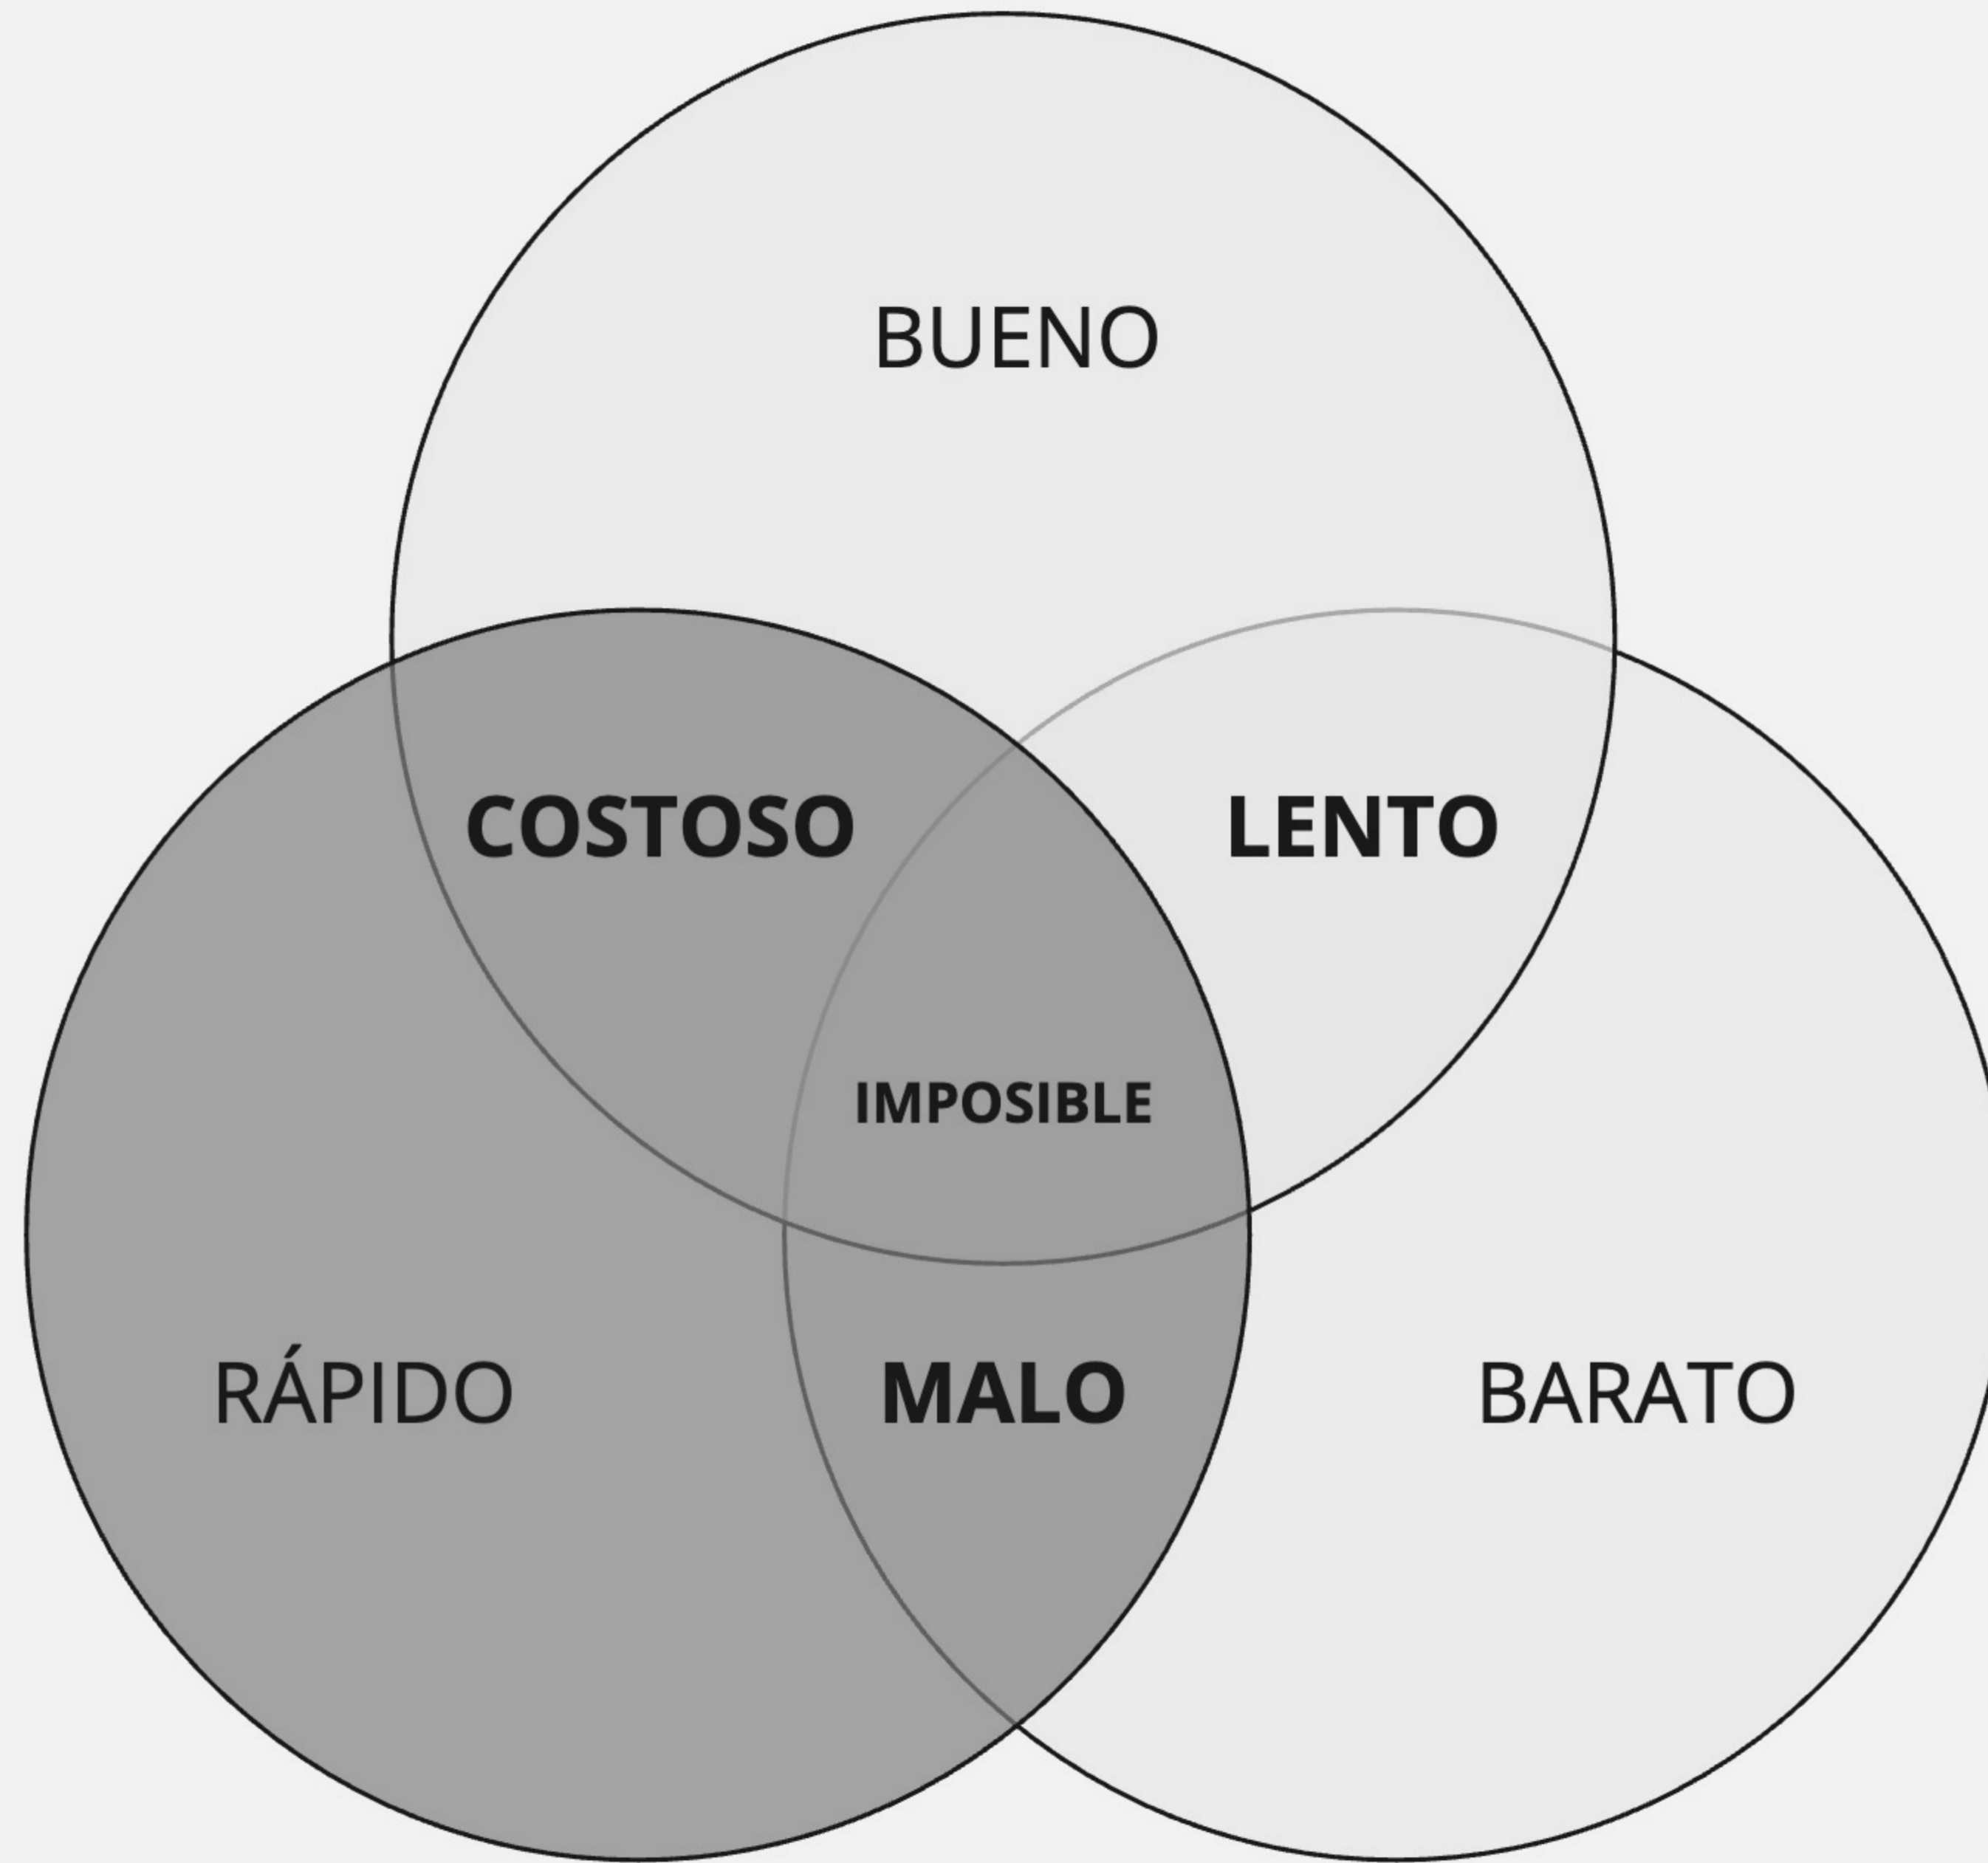 BUENO
COSTOSO
LENTO
IMPOSIBLE
RÁPIDO
MALO
BARATO